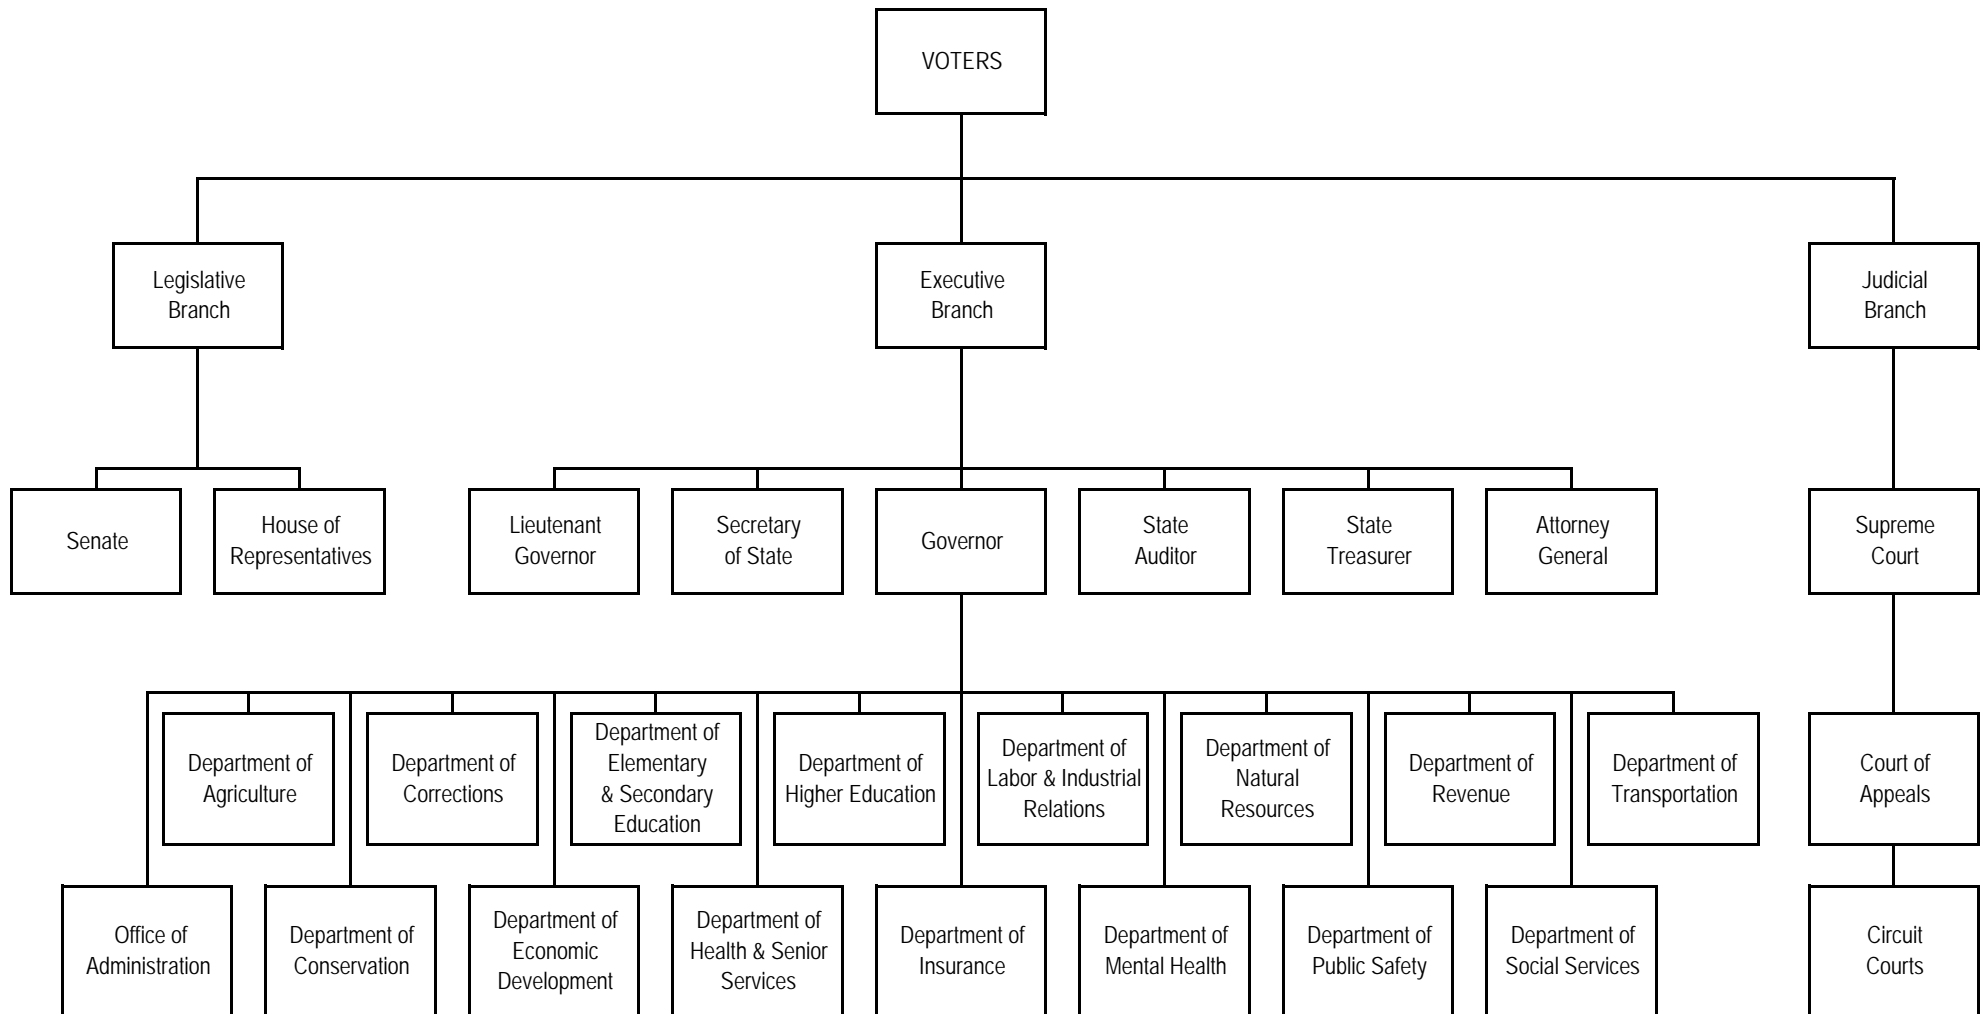 VOTERS
Legislative
Branch
Executive
Branch
Judicial
Branch
Senate
House of
Representatives
Lieutenant
Governor
Secretary
of State
Governor
State
Auditor
State
Treasurer
Attorney
General
Supreme
Court
Department of
Agriculture
Department of
Corrections
Department of
Elementary
& Secondary
Education
Department of
Higher Education
Department of
Labor & Industrial
Relations
Department of
Natural
Resources
Department of
Revenue
Department of
Transportation
Court of
Appeals
Office of
Administration
Department of
Conservation
Department of
Economic
Development
Department of
Health & Senior
Services
Department of
Insurance
Department of
Mental Health
Department of
Public Safety
Department of
Social Services
Circuit
Courts